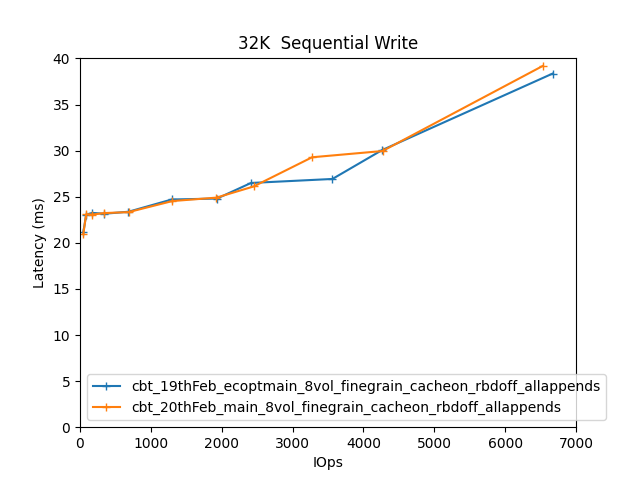 32K  Sequential Write
40
35
30
25
20
15
10
5
0
Latency (ms)
cbt_19thFeb_ecoptmain_8vol_finegrain_cacheon_rbdoff_allappends
cbt_20thFeb_main_8vol_finegrain_cacheon_rbdoff_allappends
0 1000 2000 3000 4000 5000 6000 7000
IOps